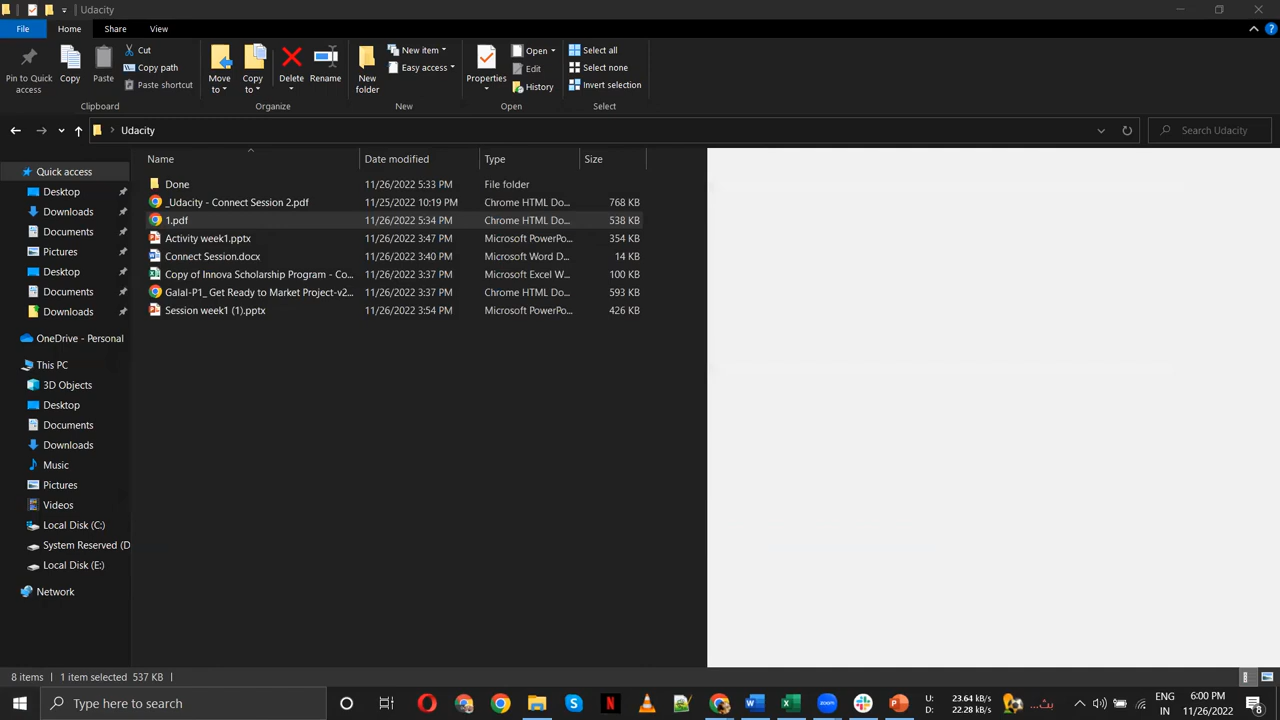 Udacity
File Home Share View
Pin to Quick access
Copy
Paste
Cut
Copy path
Paste shortcut
Clipboard
Move to
Copy to
Delete
Rename
Organize
New folder
New item
Easy access
New
Properties
Open
Edit
History
Open
Select all
Select none
Invert selection
Select
Udacity
Search Udacity
Quick access
Desktop
Downloads
Documents
Pictures
Desktop
Documents
Downloads
OneDrive - Personal
This PC
3D Objects
Desktop
Documents
Downloads
Music
Pictures
Videos
Local Disk (C:)
System Reserved (D
Local Disk (E:)
Network
Name Date modified Type Size
Done 11/26/2022 5:33 PM File folder
_Udacity - Connect Session 2.pdf 11/25/2022 10:19 PM Chrome HTML Do... 768 KB
1.pdf 11/26/2022 5:34 PM Chrome HTML Do... 538 KB
Activity week1.pptx 11/26/2022 3:47 PM Microsoft PowerPo... 354 KB
Connect Session.docx 11/26/2022 3:40 PM Microsoft Word D... 14 KB
Copy of Innova Scholarship Program - Co... 11/26/2022 3:37 PM Microsoft Excel W... 100 KB
Galal-P1_ Get Ready to Market Project-v2... 11/26/2022 3:37 PM Chrome HTML Do... 593 KB
Session week1 (1).pptx 11/26/2022 3:54 PM Microsoft PowerPo... 426 KB
8 items 1 item selected 537 KB
Type here to search
U: 23.64 kB/s
D: 22.28 kB/s
بث...
ENG
IN
6:00 PM
11/26/2022
8